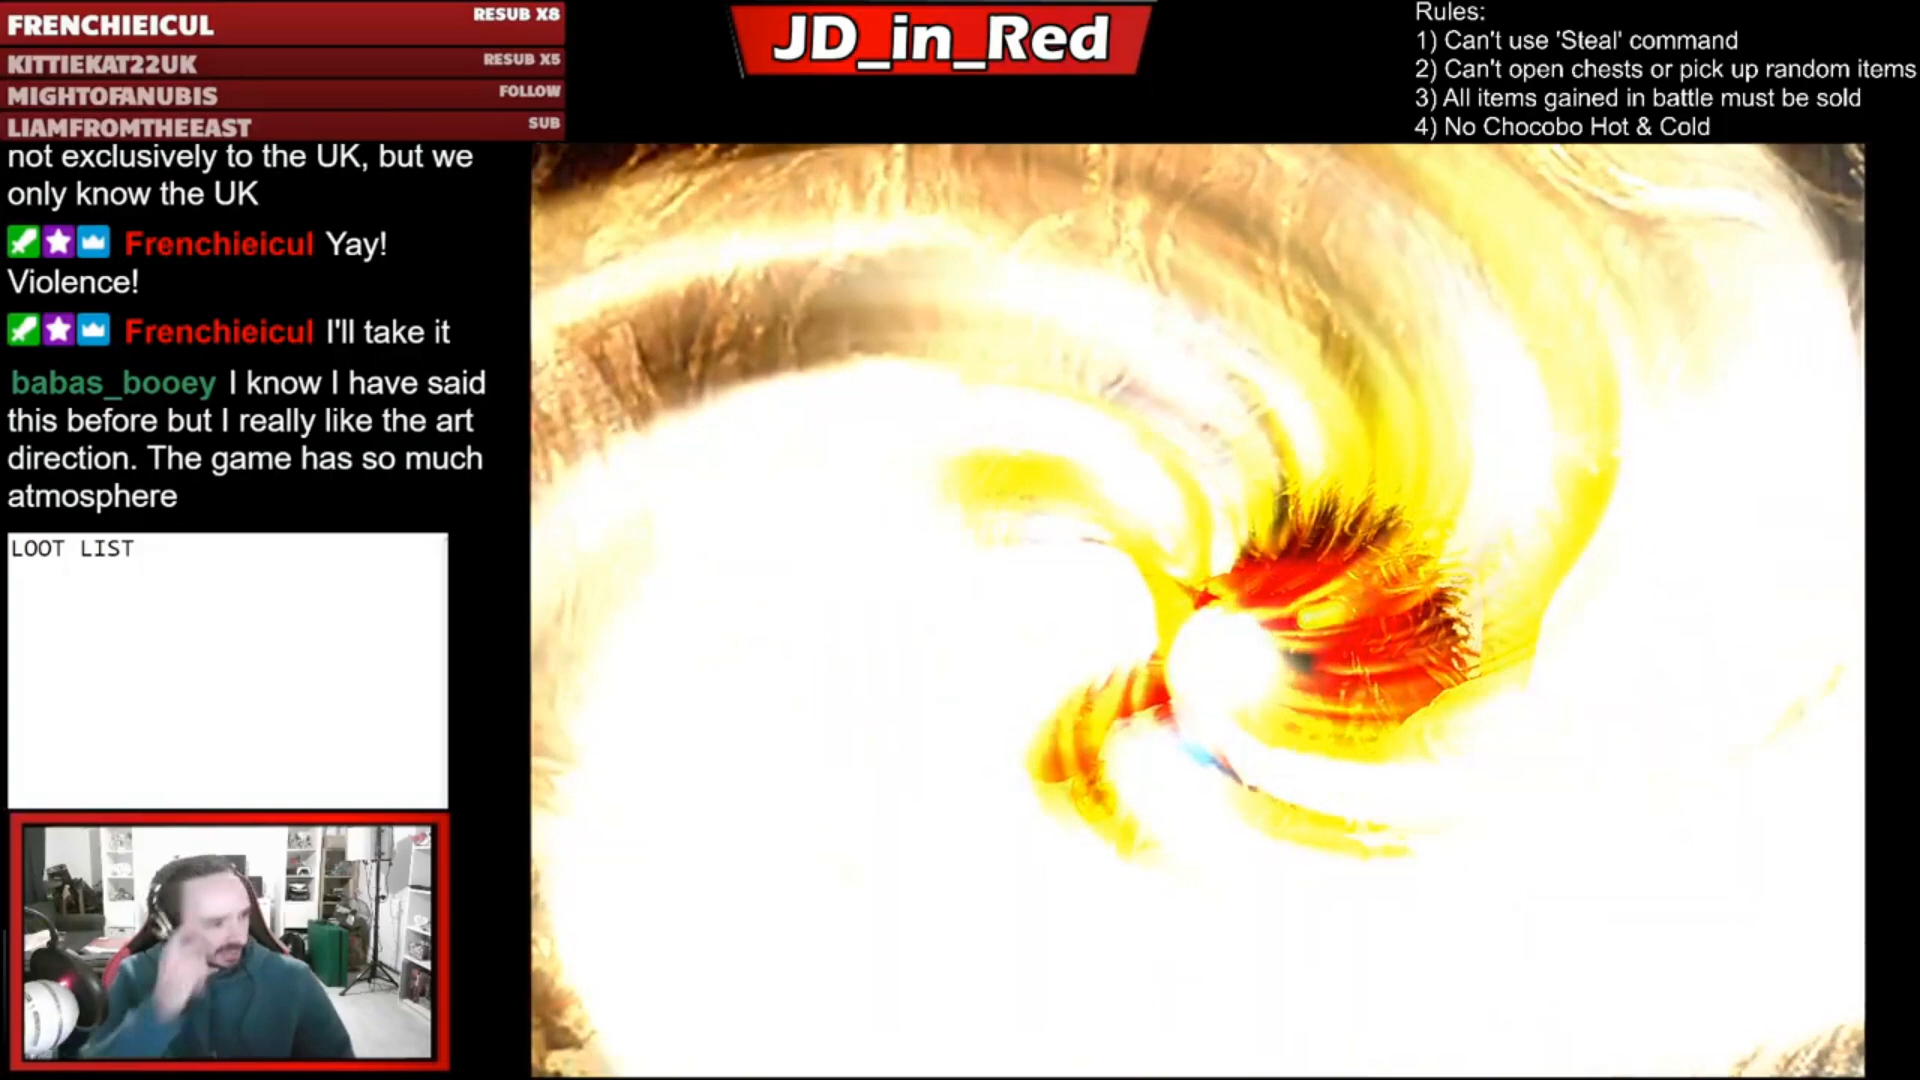 FRENCHIEICUL RESUB X8
KITTIEKAT22UK RESUB X5
MIGHTOFANUBIS FOLLOW
LIAMFROMTHEEAST SUB
not exclusively to the UK, but we
only know the UK
Frenchieicul Yay!
Violence!
Frenchieicul I'll take it
babas_booey I know I have said
this before but I really like the art
direction. The game has so much
atmosphere
LOOT LIST
JD_in_Red
Rules:
1) Can't use 'Steal' command
2) Can't open chests or pick up random items
3) All items gained in battle must be sold
4) No Chocobo Hot & Cold